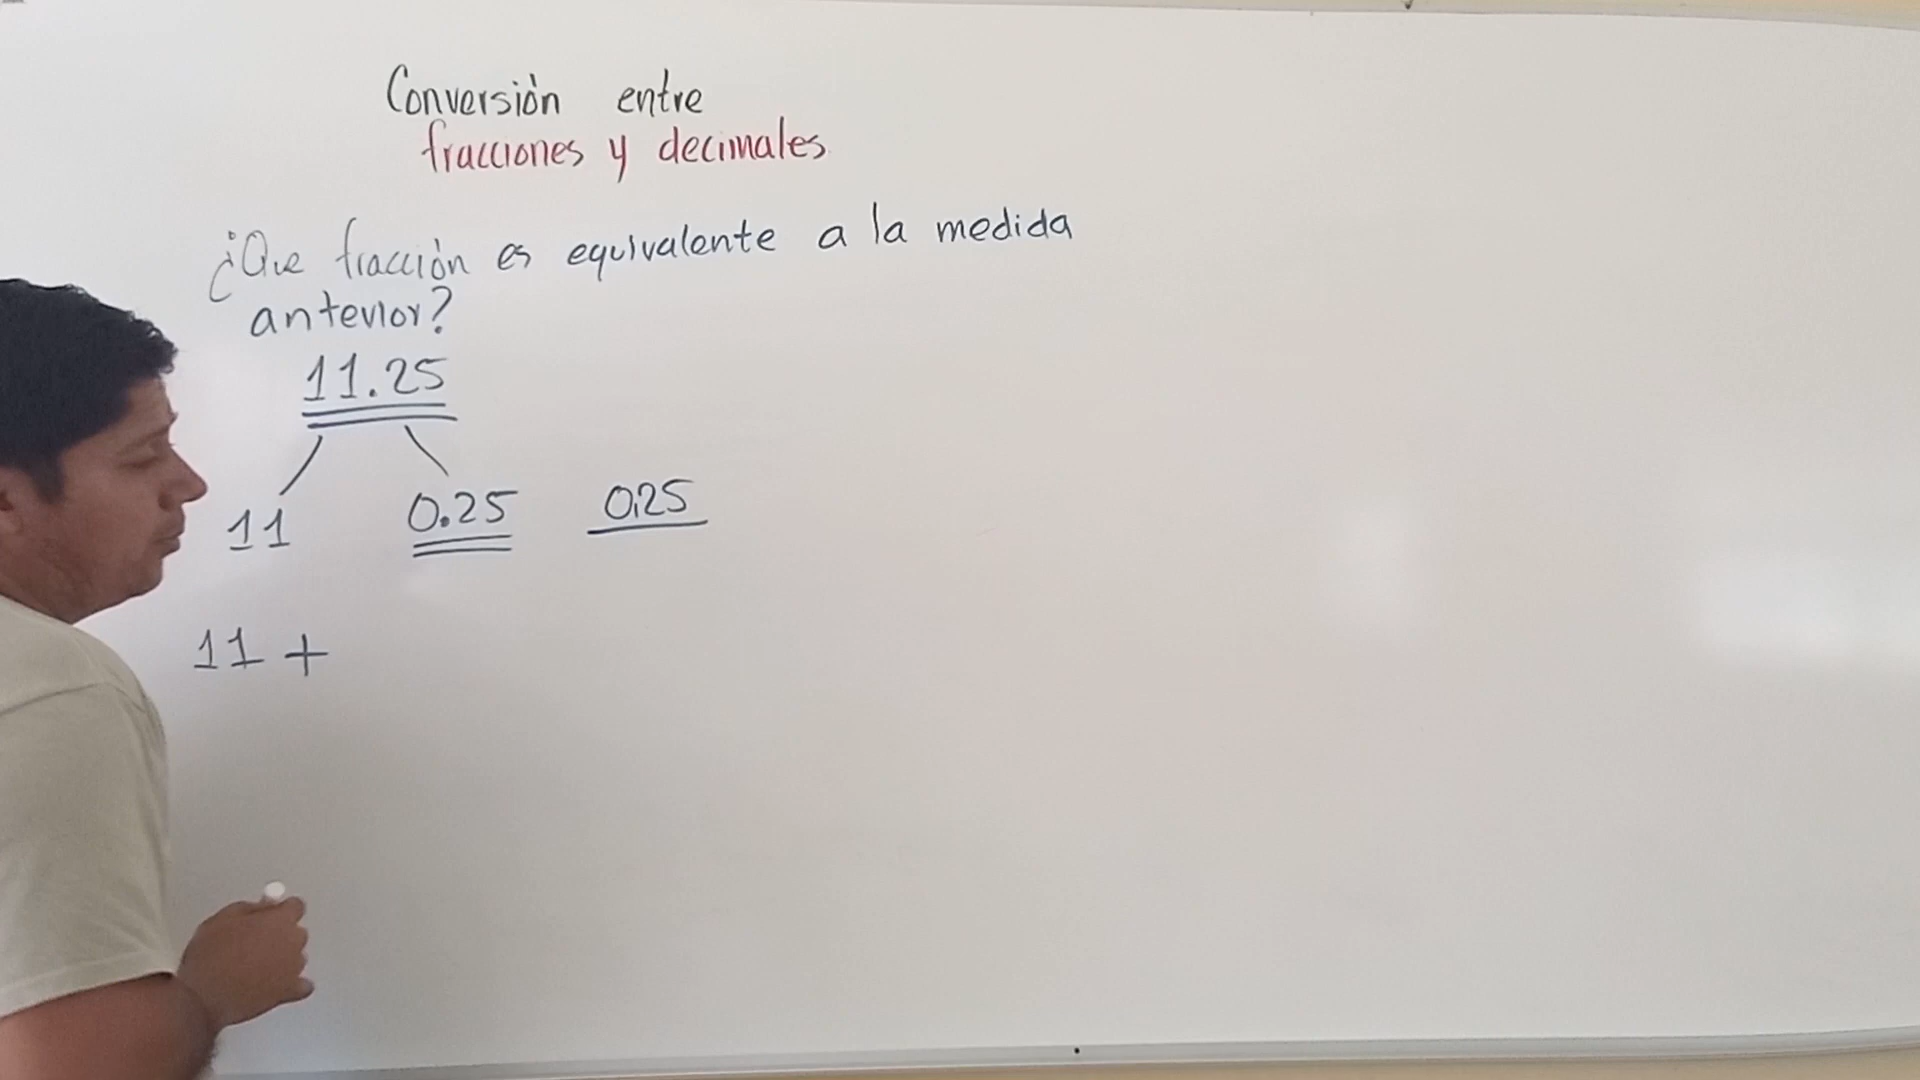 Conversión entre
fracciones y decimales
¿Que fracción es equivalente a la medida
anterior?
11.25
11 0.25 0.25
11 +